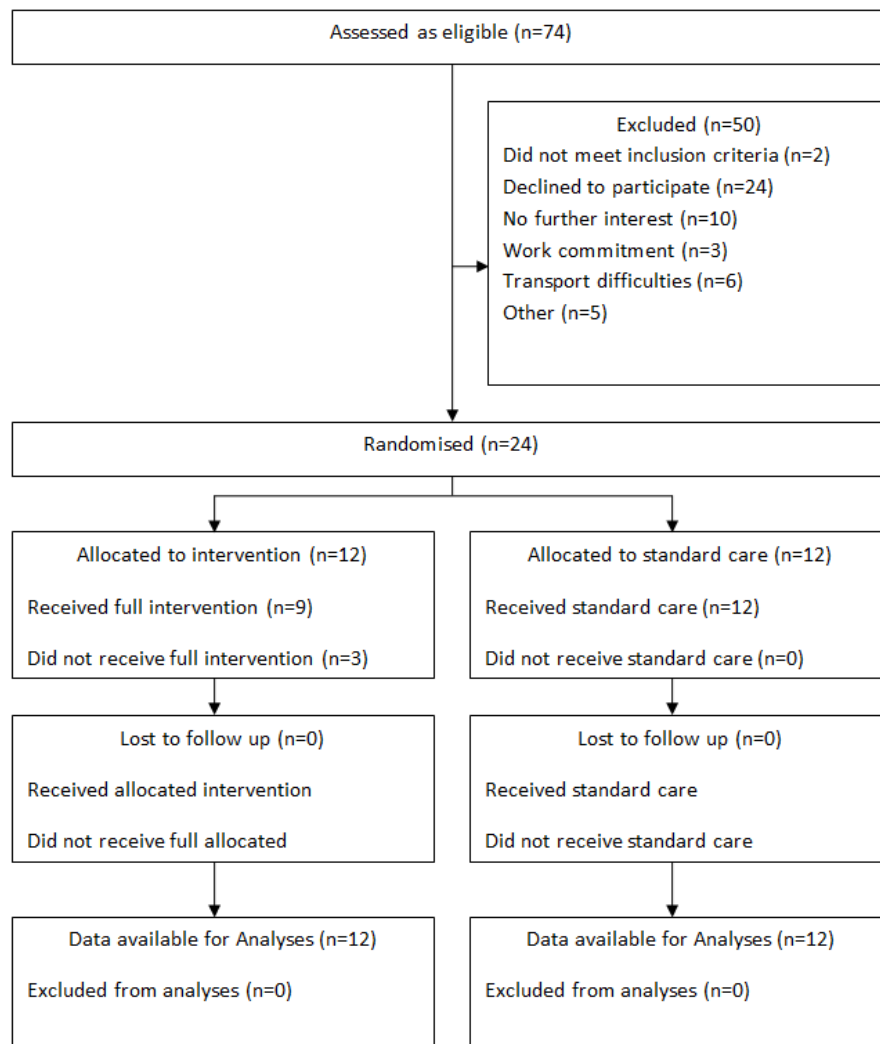 Assessed as eligible (n=74)
Excluded (n=50)
Did not meet inclusion criteria (n=2)
Declined to participate (n=24)
No further interest (n=10)
Work commitment (n=3)
Transport difficulties (n=6)
Other (n=5)
Randomised (n=24)
Allocated to intervention (n=12)
Received full intervention (n=9)
Did not receive full intervention (n=3)
Allocated to standard care (n=12)
Received standard care (n=12)
Did not receive standard care (n=0)
Lost to follow up (n=0)
Received allocated intervention
Did not receive full allocated
Lost to follow up (n=0)
Received standard care
Did not receive standard care
Data available for Analyses (n=12)
Excluded from analyses (n=0)
Data available for Analyses (n=12)
Excluded from analyses (n=0)